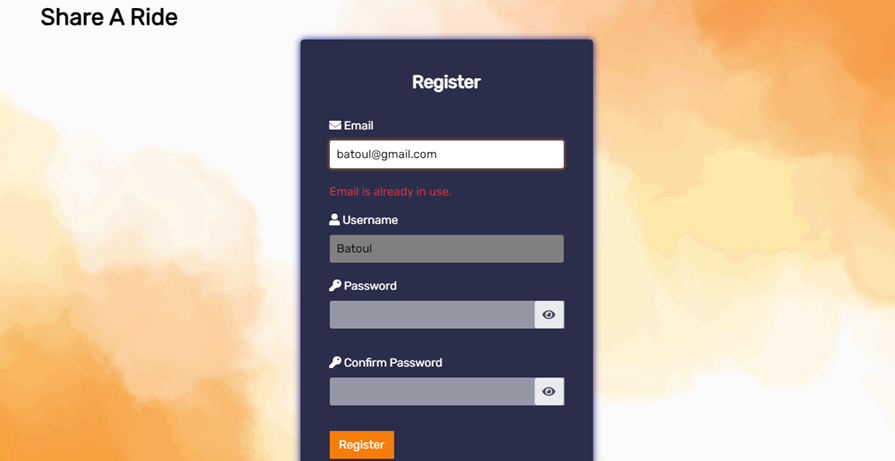 Share A Ride
Register
Email
batoul@gmail.com
Email is already in use.
Username
Batoul
Password
Confirm Password
Register